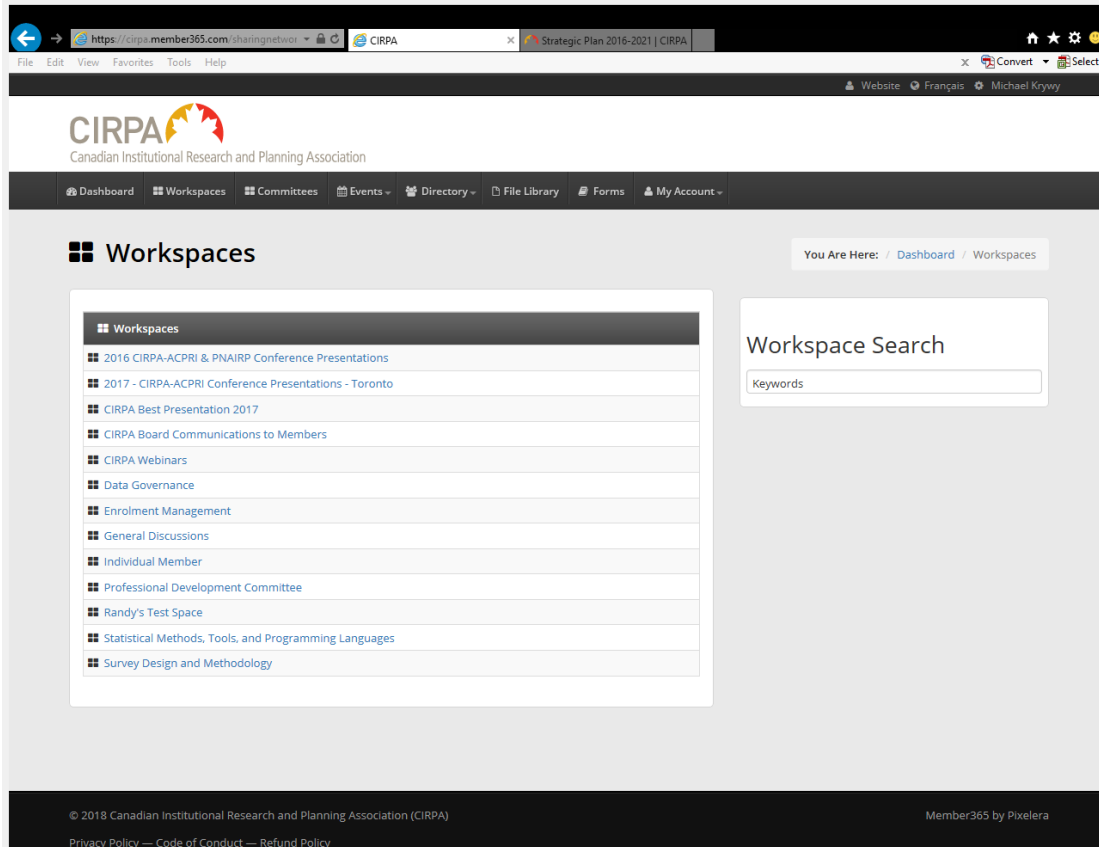 https://cirpa.member365.com/sharingnetwor
CIRPA
Strategic Plan 2016-2021 | CIRPA
File Edit View Favorites Tools Help
x Convert Select
Website Français Michael Krywy
CIRPA
Canadian Institutional Research and Planning Association
Dashboard Workspaces Committees Events Directory File Library Forms My Account
Workspaces
You Are Here: / Dashboard / Workspaces
Workspaces
2016 CIRPA-ACPRI & PNAIRP Conference Presentations
2017 - CIRPA-ACPRI Conference Presentations - Toronto
CIRPA Best Presentation 2017
CIRPA Board Communications to Members
CIRPA Webinars
Data Governance
Enrolment Management
General Discussions
Individual Member
Professional Development Committee
Randy's Test Space
Statistical Methods, Tools, and Programming Languages
Survey Design and Methodology
Workspace Search
Keywords
© 2018 Canadian Institutional Research and Planning Association (CIRPA)
Member365 by Pixelera
Privacy Policy — Code of Conduct — Refund Policy